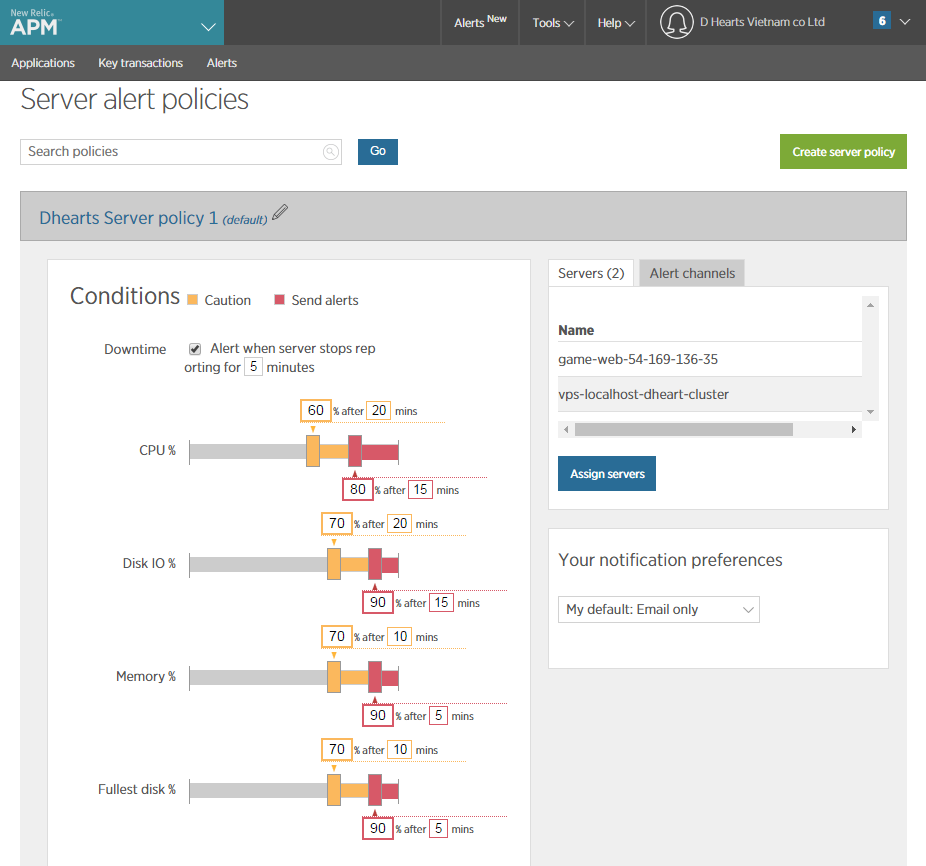 New Relic®
APM™
Alerts New
Tools
Help
D Hearts Vietnam co Ltd
6
Applications
Key transactions
Alerts
Server alert policies
Search policies
Go
Create server policy
Dhearts Server policy 1 (default)
Conditions
Caution
Send alerts
Downtime
Alert when server stops rep
orting for 5 minutes
60 % after 20 mins
CPU %
80 % after 15 mins
70 % after 20 mins
Disk IO %
90 % after 15 mins
70 % after 10 mins
Memory %
90 % after 5 mins
70 % after 10 mins
Fullest disk %
90 % after 5 mins
Servers (2)
Alert channels
Name
game-web-54-169-136-35
vps-localhost-dheart-cluster
Assign servers
Your notification preferences
My default: Email only